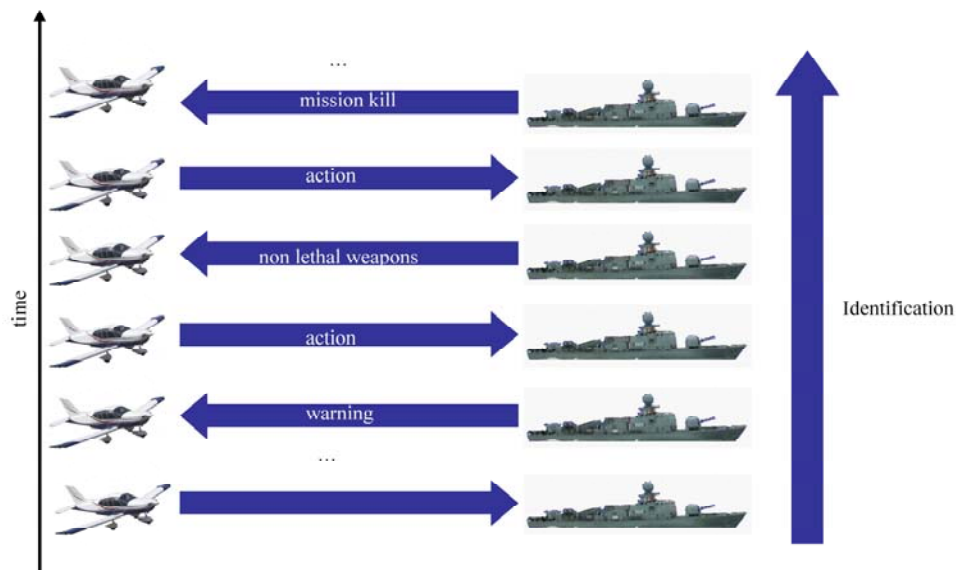 …
mission kill
action
non lethal weapons
action
warning
…
time
Identification